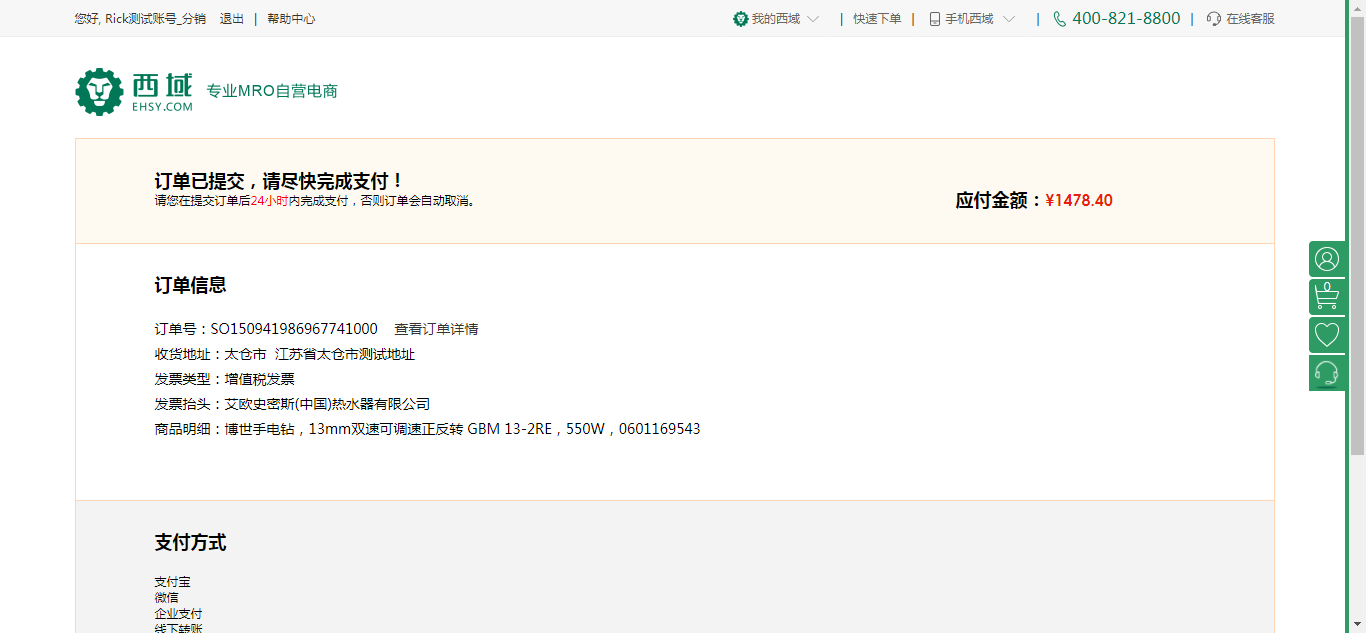 您好, Rick测试账号_分销 退出 | 帮助中心 我的西域 | 快速下单 | 手机西域 | 400-821-8800 | 在线客服
西域 专业MRO自营电商
EHSY.COM
订单已提交，请尽快完成支付！
请您在提交订单后24小时内完成支付，否则订单会自动取消。
应付金额：¥1478.40
订单信息
订单号：SO150941986967741000 查看订单详情
收货地址：太仓市 江苏省太仓市测试地址
发票类型：增值税发票
发票抬头：艾欧史密斯(中国)热水器有限公司
商品明细：博世手电钻，13mm双速可调速正反转 GBM 13-2RE，550W，0601169543
0
支付方式
支付宝
微信
企业支付
线下转账